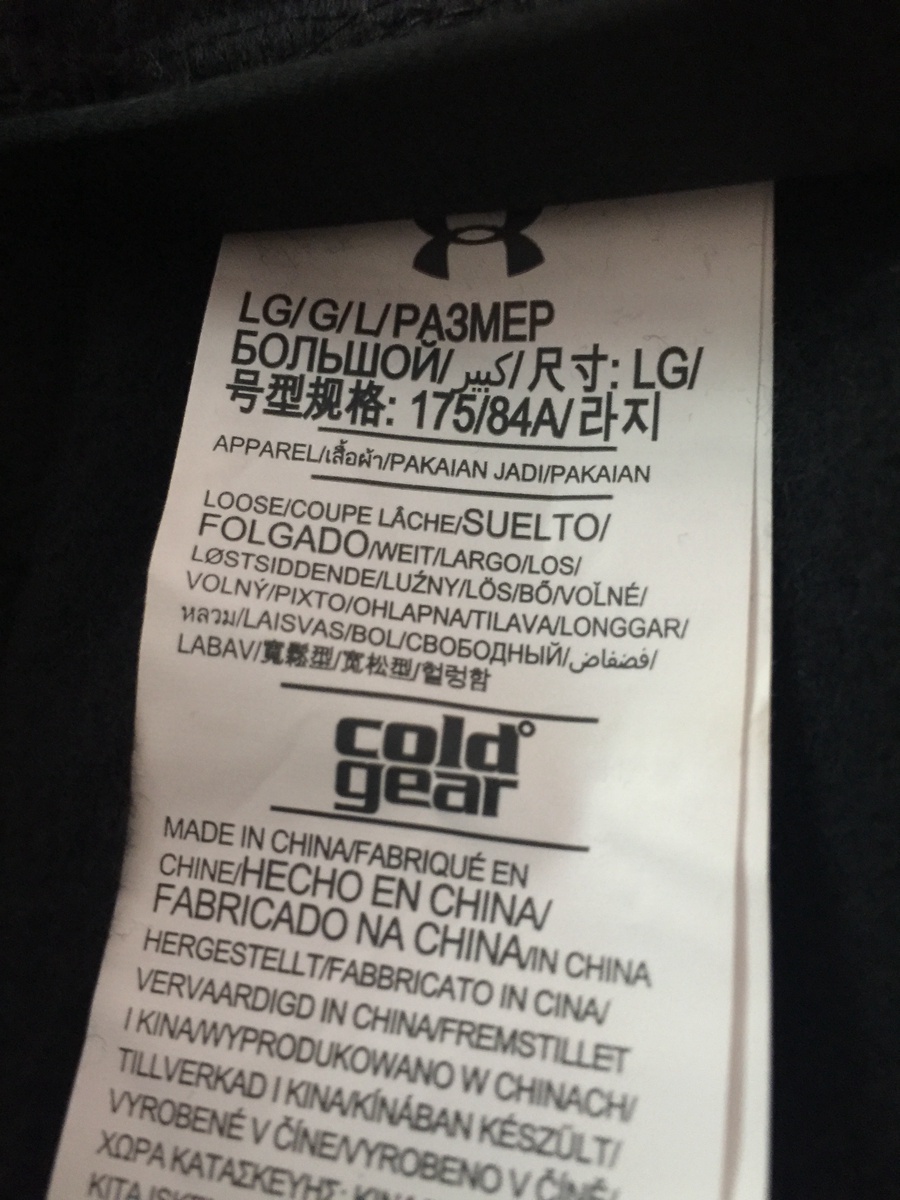 LG/G/L/РАЗМЕР
БОЛЬШОЙ/كبير/尺寸: LG/
号型规格: 175/84A/라지
APPAREL/เสื้อผ้า/PAKAIAN JADI/PAKAIAN
LOOSE/COUPE LÂCHE/SUELTO/
FOLGADO/WEIT/LARGO/LOS/
LØSTSIDDENDE/LUŹNY/LÖS/BŐ/VOĽNÉ/
VOLNÝ/PIXTO/OHLAPNA/TILAVA/LONGGAR/
หลวม/LAISVAS/BOL/СВОБОДНЫЙ/فضفاض/
LABAV/寬鬆型/宽松型/헐렁함
cold°
gear
MADE IN CHINA/FABRIQUÉ EN
CHINE/HECHO EN CHINA/
FABRICADO NA CHINA/IN CHINA
HERGESTELLT/FABBRICATO IN CINA/
VERVAARDIGD IN CHINA/FREMSTILLET
I KINA/WYPRODUKOWANO W CHINACH/
TILLVERKAD I KINA/KÍNÁBAN KÉSZÜLT/
VYROBENÉ V ČÍNE/VYROBENO V ČÍNĚ/
ΧΩΡΑ ΚΑΤΑΣΚΕΥΗΣ: